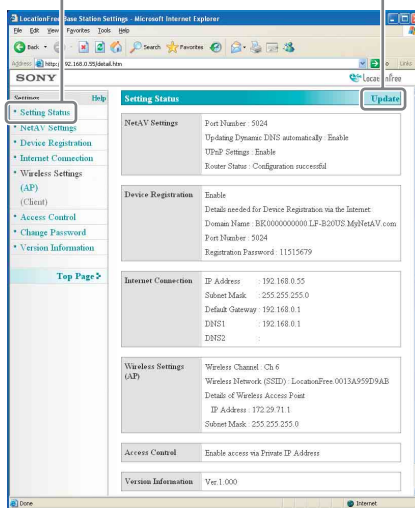 LocationFree Base Station Settings - Microsoft Internet Explorer
File Edit View Favorites Tools Help
Back Search Favorites
Address http:// 92.168.0.55/detail.htm Links
SONY LocationFree
Settings Help
Setting Status Update
• Setting Status
• NetAV Settings
• Device Registration
• Internet Connection
• Wireless Settings
(AP)
(Client)
• Access Control
• Change Password
• Version Information
Top Page
NetAV Settings
Port Number : 5024
Updating Dynamic DNS automatically : Enable
UPnP Settings : Enable
Router Status : Configuration successful
Device Registration
Enable
Details needed for Device Registration via the Internet
Domain Name : BK0000000000.LF-B20US.MyNetAV.com
Port Number : 5024
Registration Password : 11515679
Internet Connection
IP Address : 192.168.0.55
Subnet Mask : 255.255.255.0
Default Gateway : 192.168.0.1
DNS1 : 192.168.0.1
DNS2 :
Wireless Settings
(AP)
Wireless Channel : Ch 6
Wireless Network (SSID) : LocationFree.0013A959D9AB
Details of Wireless Access Point
IP Address : 172.29.71.1
Subnet Mask : 255.255.255.0
Access Control
Enable access via Private IP Address
Version Information
Ver.1.000
Done Internet